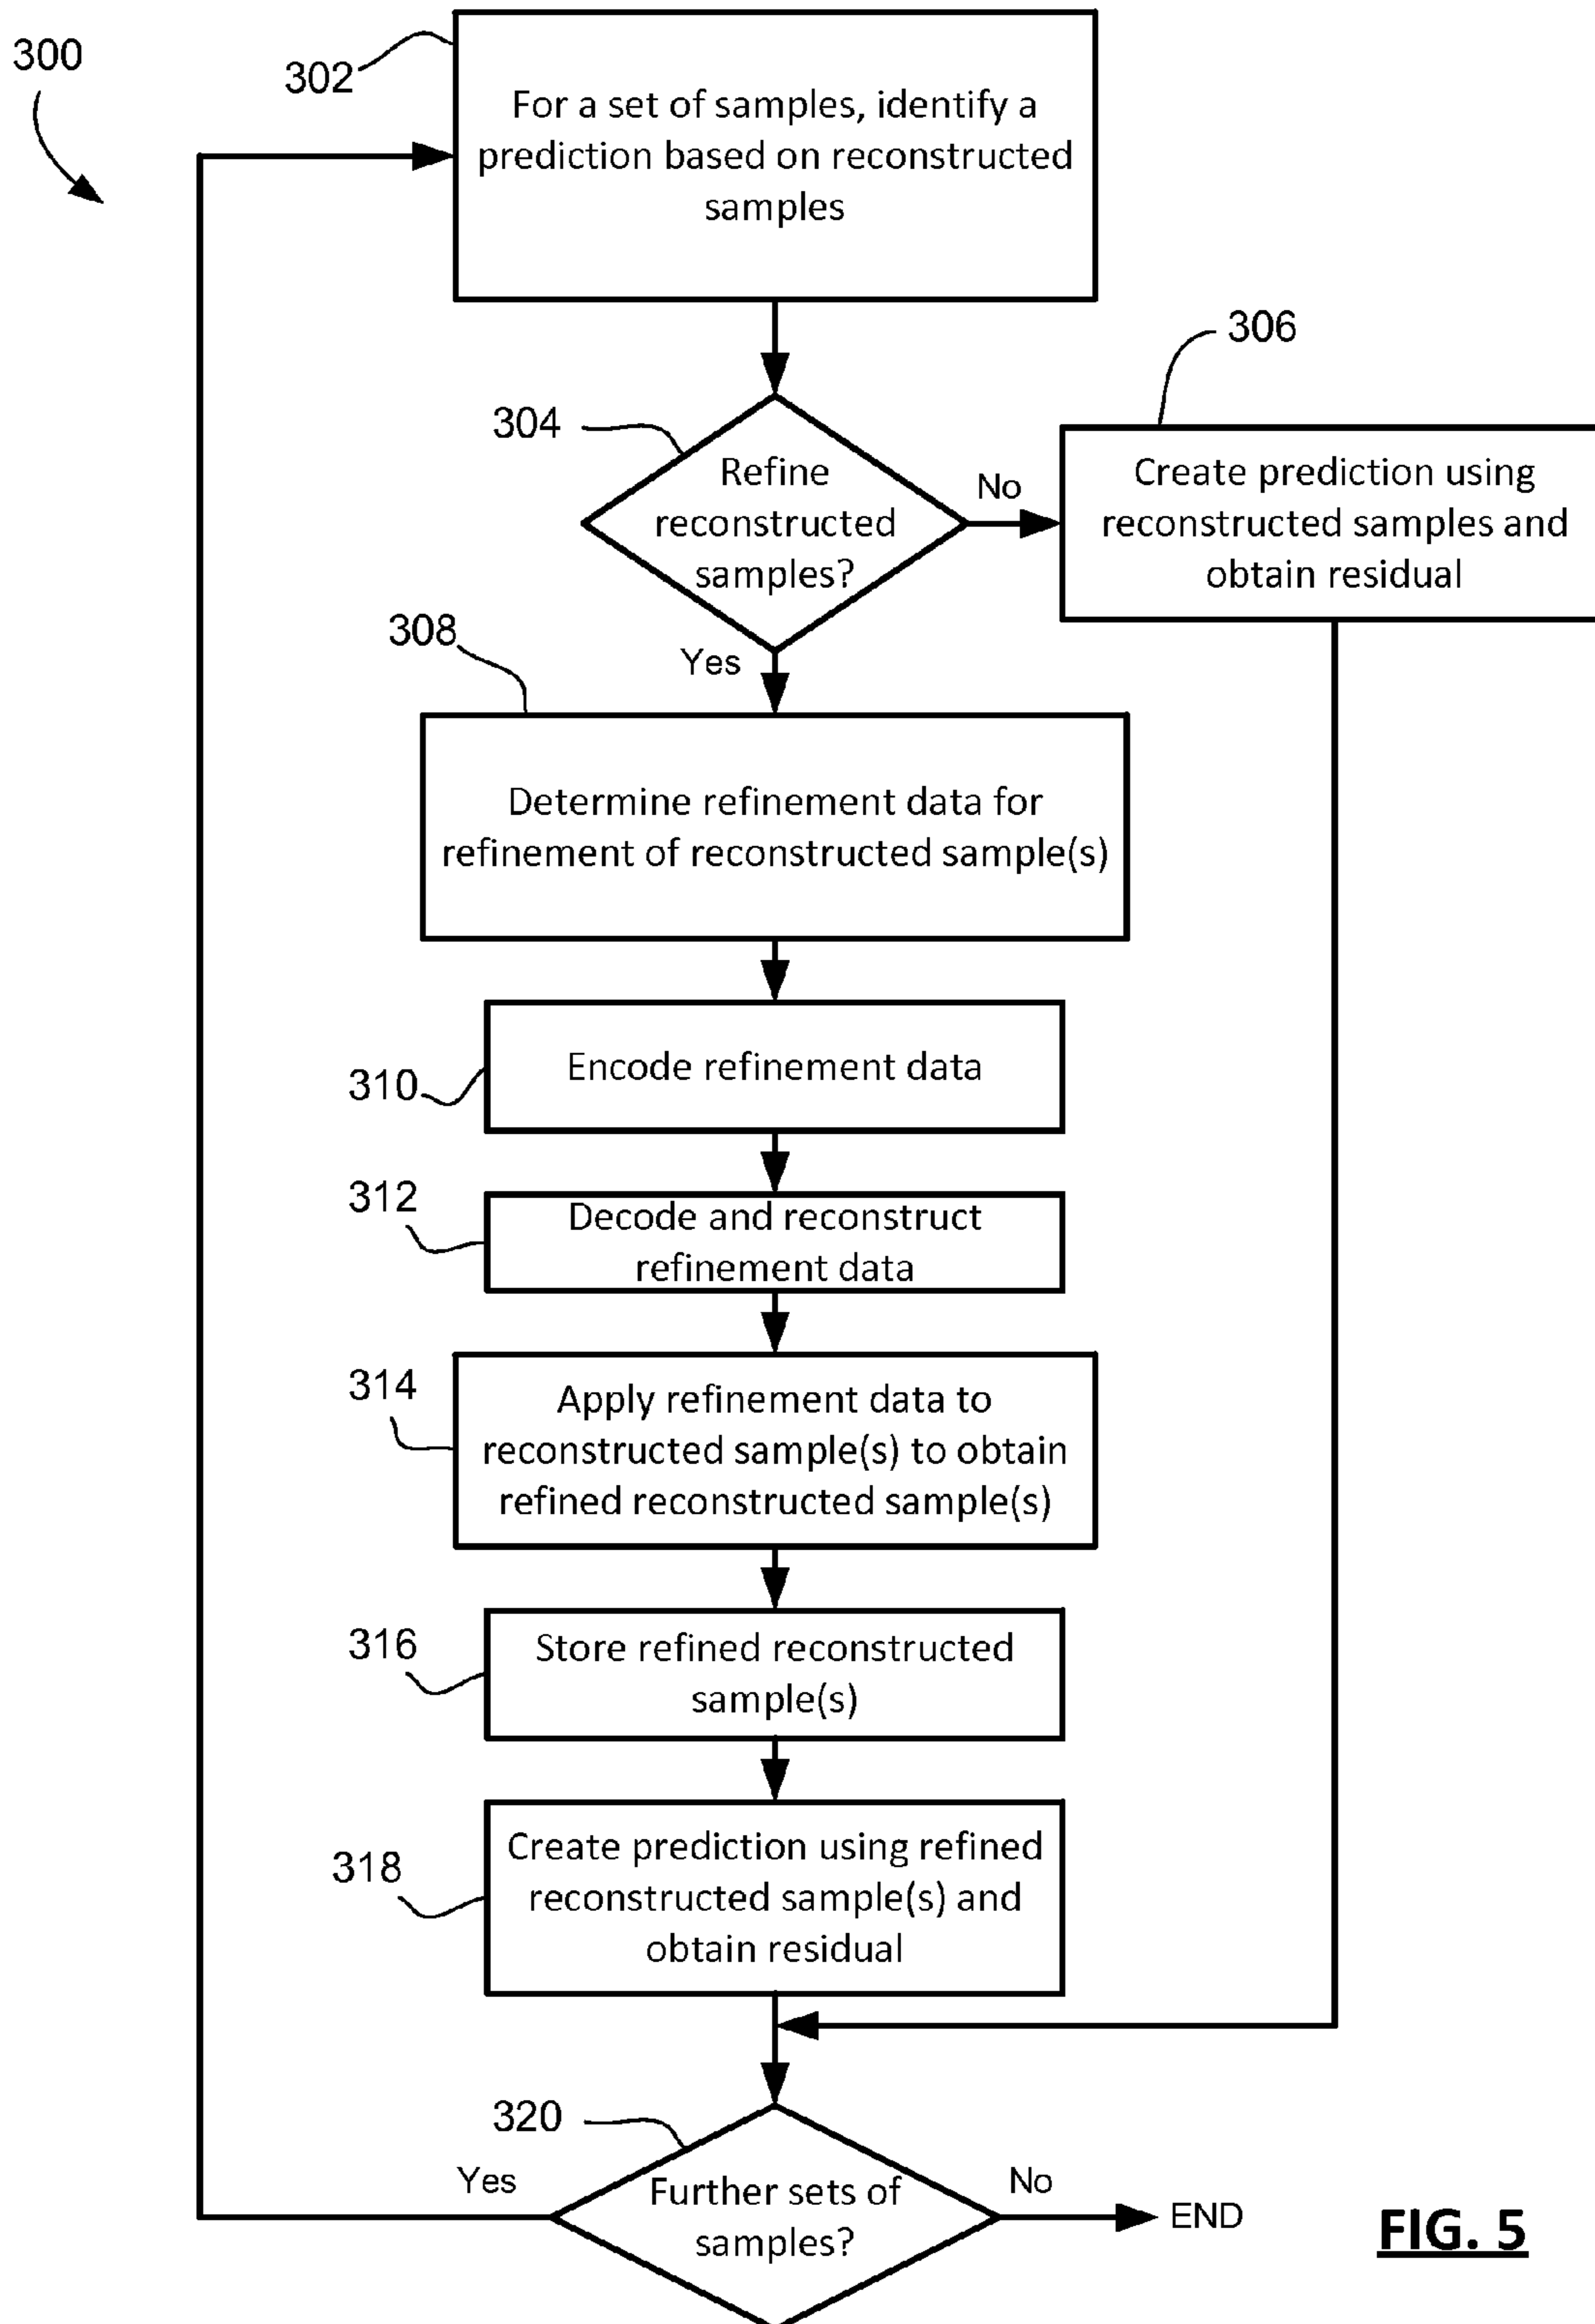 300
302
For a set of samples, identify a
prediction based on reconstructed
samples
304
Refine
reconstructed
samples?
No
306
Create prediction using
reconstructed samples and
obtain residual
Yes
308
Determine refinement data for
refinement of reconstructed sample(s)
310
Encode refinement data
312
Decode and reconstruct
refinement data
314
Apply refinement data to
reconstructed sample(s) to obtain
refined reconstructed sample(s)
316
Store refined reconstructed
sample(s)
318
Create prediction using refined
reconstructed sample(s) and
obtain residual
320
Yes
Further sets of
samples?
No
END
FIG. 5